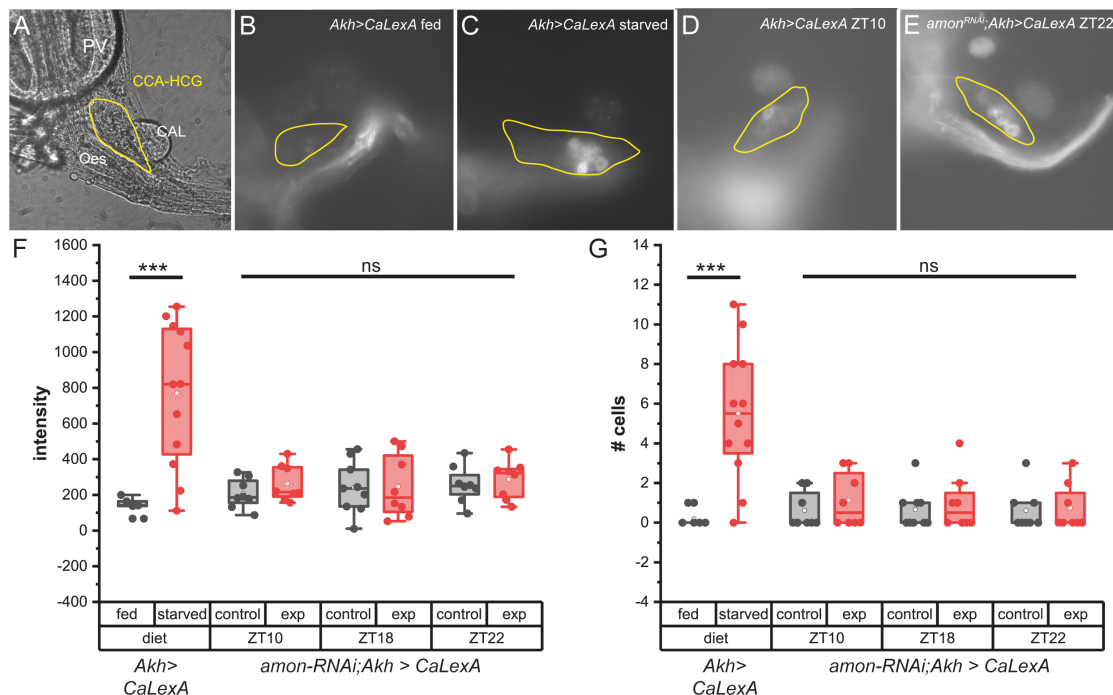 A
PV
CCA-HCG
CAL
Oes
B
Akh>CaLexA fed
C
Akh>CaLexA starved
D
Akh>CaLexA ZT10
E
amonRNAi;Akh>CaLexA ZT22
F
intensity
1600
1400
1200
1000
800
600
400
200
0
-200
-400
***
ns
fed starved control exp control exp control exp
diet ZT10 ZT18 ZT22
Akh> amon-RNAi;Akh > CaLexA
CaLexA
G
# cells
14
12
10
8
6
4
2
0
-2
-4
***
ns
fed starved control exp control exp control exp
diet ZT10 ZT18 ZT22
Akh> amon-RNAi;Akh > CaLexA
CaLexA